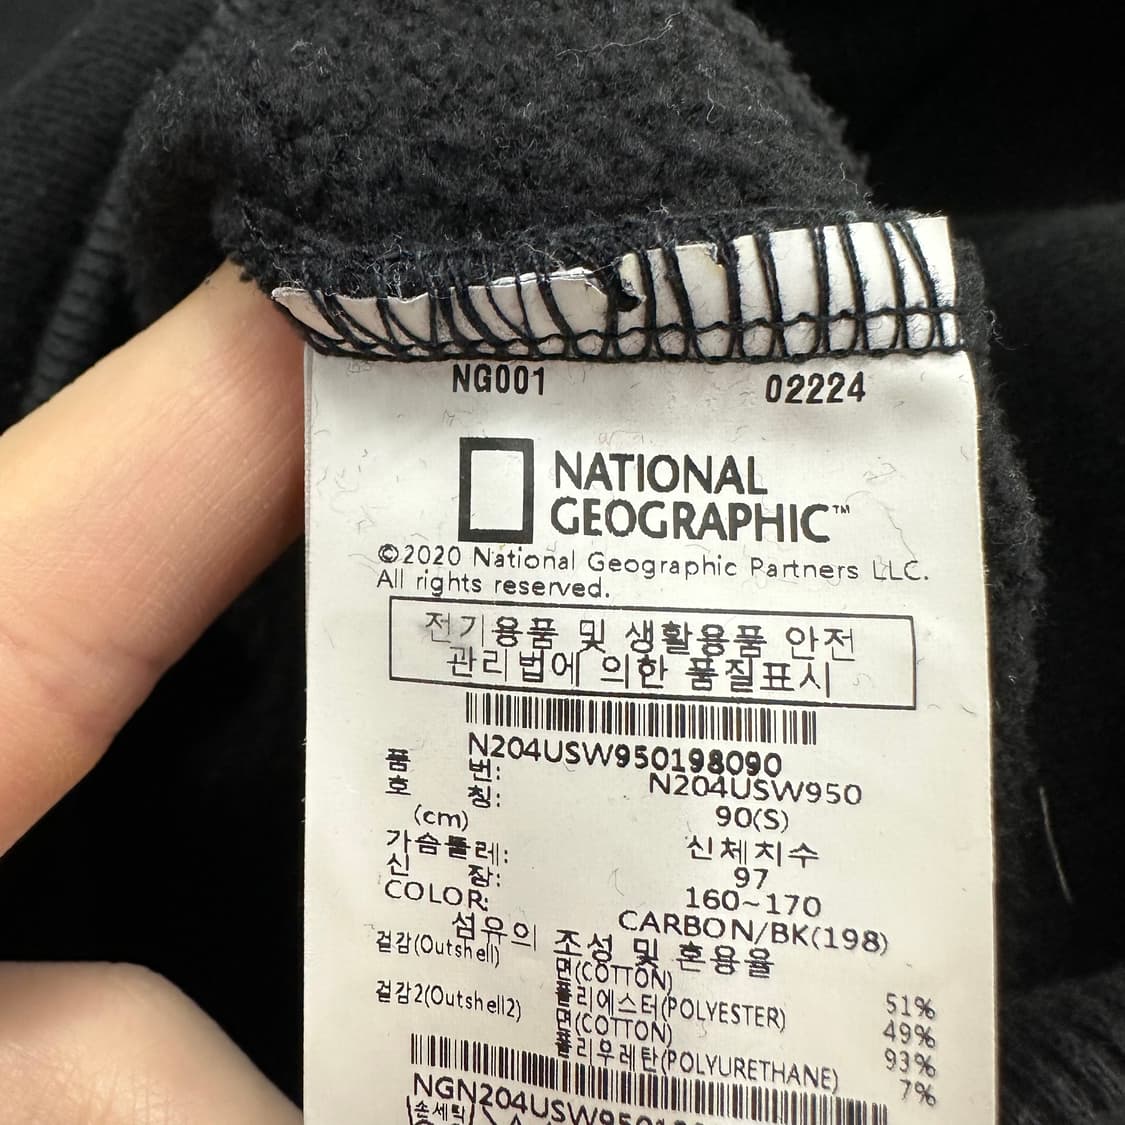 NG001 02224
NATIONAL
GEOGRAPHIC™
©2020 National Geographic Partners LLC.
All rights reserved.
전기용품 및 생활용품 안전
관리법에 의한 품질표시
N204USW950198090
품 번: N204USW950
호 칭: 90(S)
(cm) 신체치수
가슴둘레: 97
신 장: 160~170
COLOR: CARBON/BK(198)
섬유의 조성 및 혼용율
겉감(Outshell) 면(COTTON) 51%
폴리에스터(POLYESTER) 49%
겉감2(Outshell2) 면(COTTON) 93%
폴리우레탄(POLYURETHANE) 7%
손세탁